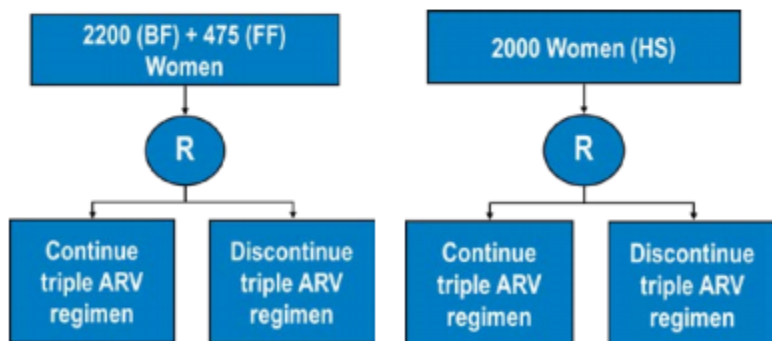 2200 (BF) + 475 (FF)
Women
R
Continue
triple ARV
regimen
Discontinue
triple ARV
regimen
2000 Women (HS)
R
Continue
triple ARV
regimen
Discontinue
triple ARV
regimen